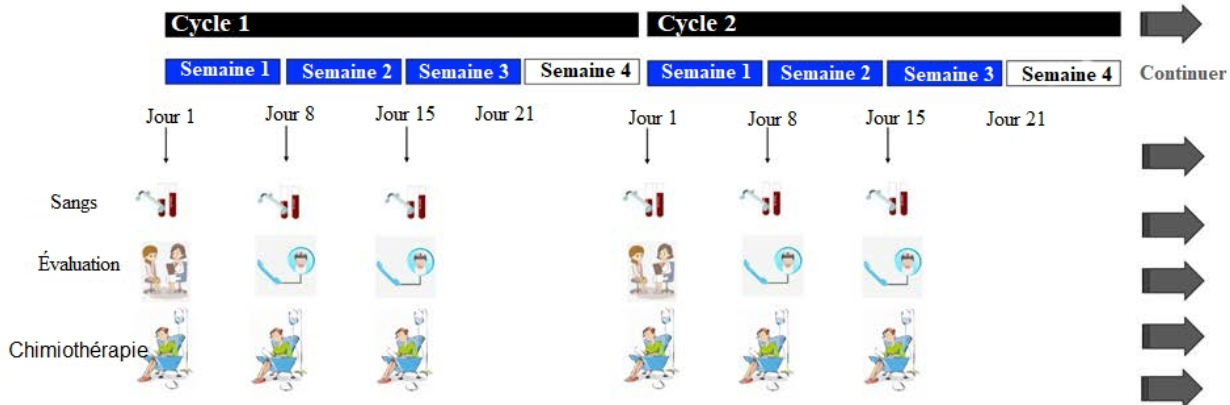 Cycle 1 Cycle 2
Semaine 1 Semaine 2 Semaine 3 Semaine 4 Semaine 1 Semaine 2 Semaine 3 Semaine 4 Continuer
Jour 1 Jour 8 Jour 15 Jour 21 Jour 1 Jour 8 Jour 15 Jour 21
Sangs
Évaluation
Chimiothérapie